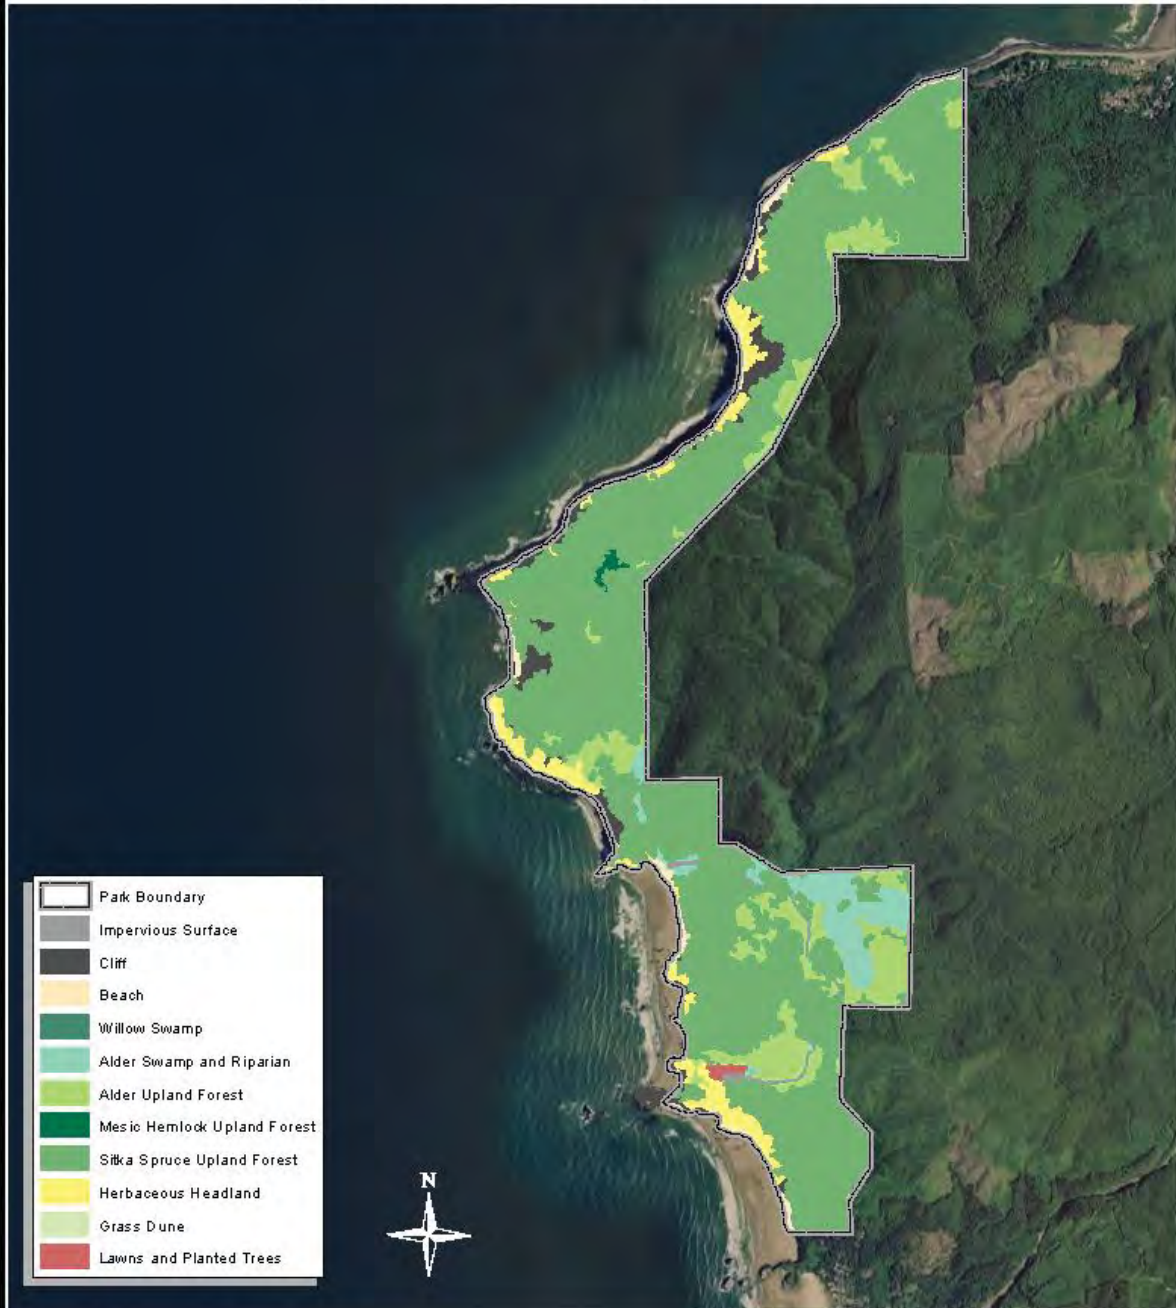 Park Boundary
Impervious Surface
Cliff
Beach
Willow Swamp
Alder Swamp and Riparian
Alder Upland Forest
Mesic Hemlock Upland Forest
Sitka Spruce Upland Forest
Herbaceous Headland
Grass Dune
Lawns and Planted Trees
N